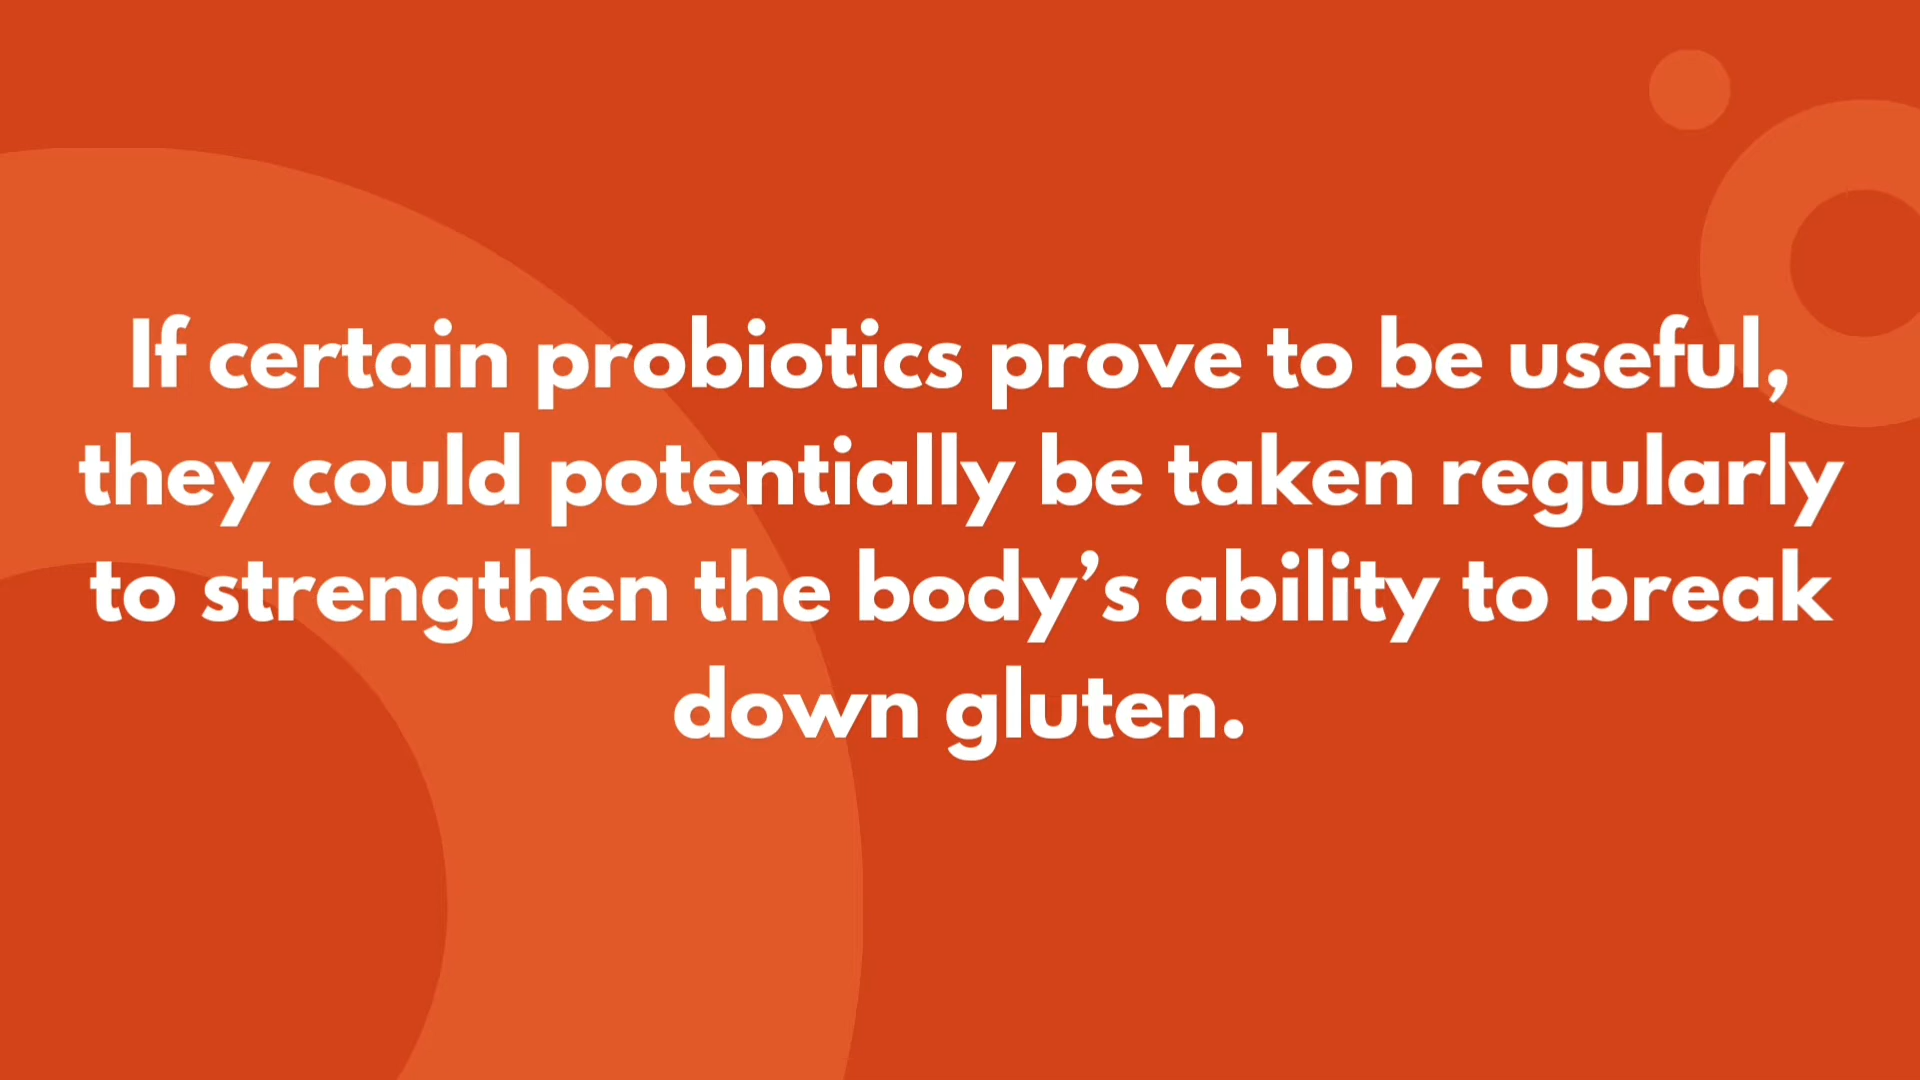 If certain probiotics prove to be useful,
they could potentially be taken regularly
to strengthen the body’s ability to break
down gluten.